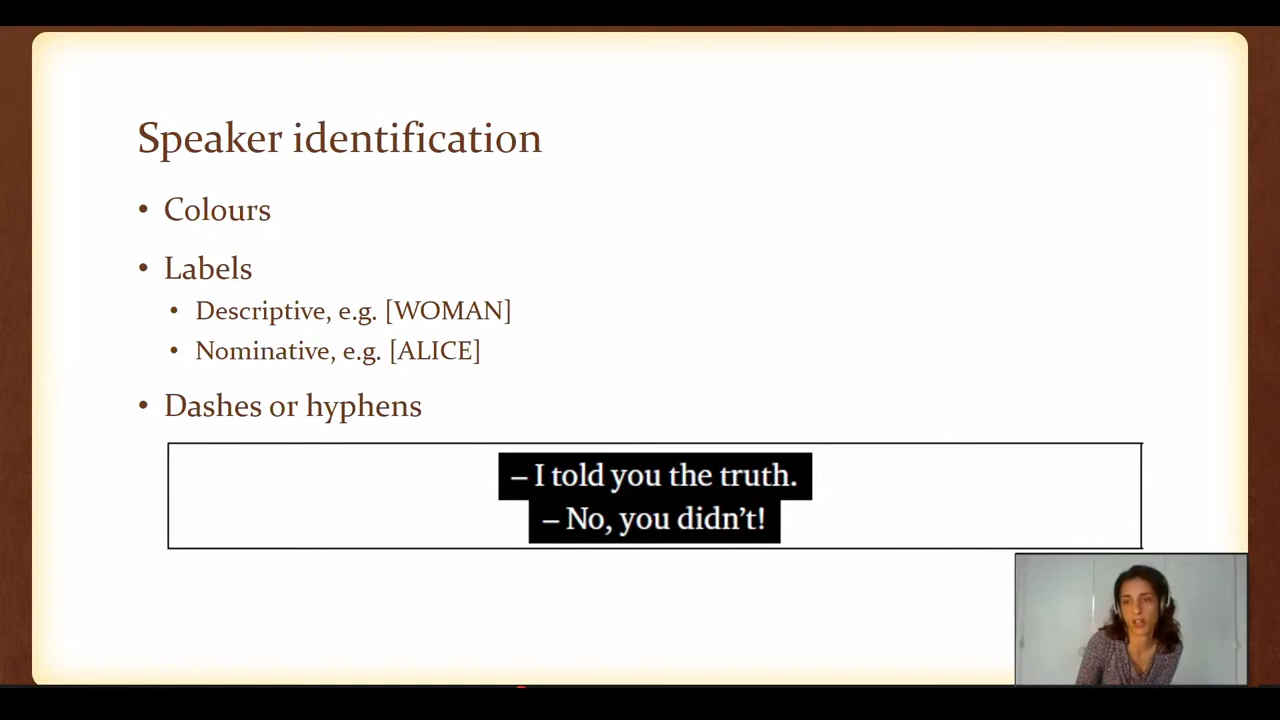 Speaker identification
• Colours
• Labels
• Descriptive, e.g. [WOMAN]
• Nominative, e.g. [ALICE]
• Dashes or hyphens
– I told you the truth.
– No, you didn’t!